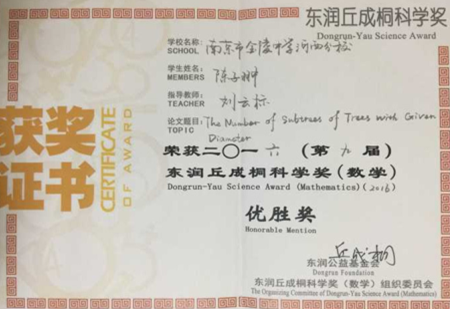 东润丘成桐科学奖
Dongrun-Yau Science Award
学校名称:
SCHOOL
南京市金陵中学河西分校
学生姓名:
MEMBERS
指导教师:
TEACHER
刘云标
论文题目:
TOPIC
The Number of Subtrees of Trees with Given
Diameter
获奖
证书
CERTIFICATE
OF AWARD
荣获二〇一六(第九届)
东润丘成桐科学奖(数学)
Dongrun-Yau Science Award (Mathematics) (2016)
优胜奖
Honorable Mention
丘成桐
东润公益基金会
Dongrun Foundation
东润丘成桐科学奖(数学)组织委员会
The Organizing Committee of Dongrun-Yau Science Award (Mathematics)